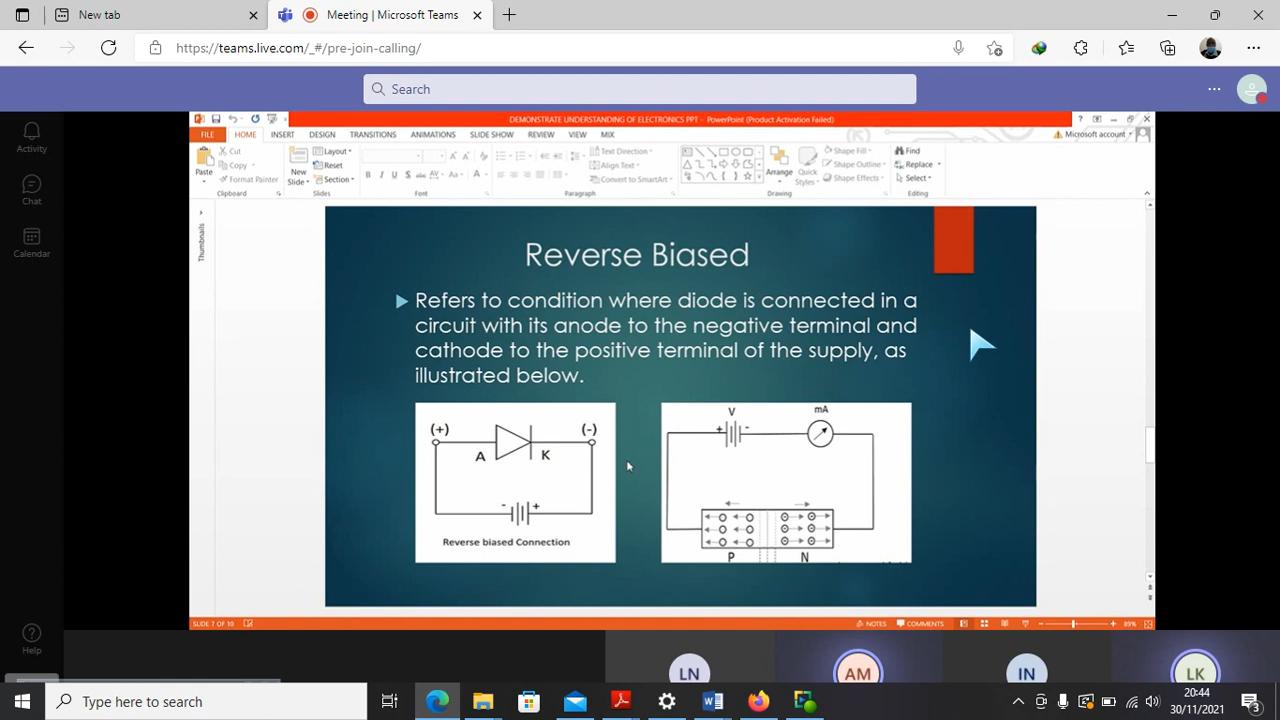 New tab
Meeting | Microsoft Teams
https://teams.live.com/_#/pre-join-calling/
Search
Activity
Chat
Calendar
Help
DEMONSTRATE UNDERSTANDING OF ELECTRONICS PPT - PowerPoint (Product Activation Failed)
FILE HOME INSERT DESIGN TRANSITIONS ANIMATIONS SLIDE SHOW REVIEW VIEW MIX
Microsoft account
Paste
Cut
Copy
Format Painter
Clipboard
New Slide
Layout
Reset
Section
Slides
Font
Text Direction
Align Text
Convert to SmartArt
Paragraph
Arrange
Quick Styles
Shape Fill
Shape Outline
Shape Effects
Drawing
Find
Replace
Select
Editing
Thumbnails
Reverse Biased
Refers to condition where diode is connected in a
circuit with its anode to the negative terminal and
cathode to the positive terminal of the supply, as
illustrated below.
(+) (-)
A K
- +
Reverse biased Connection
V mA
+ -
P N
SLIDE 7 OF 10
NOTES COMMENTS 89%
LN AM IN LK
Type here to search
20:44
30/11/2021